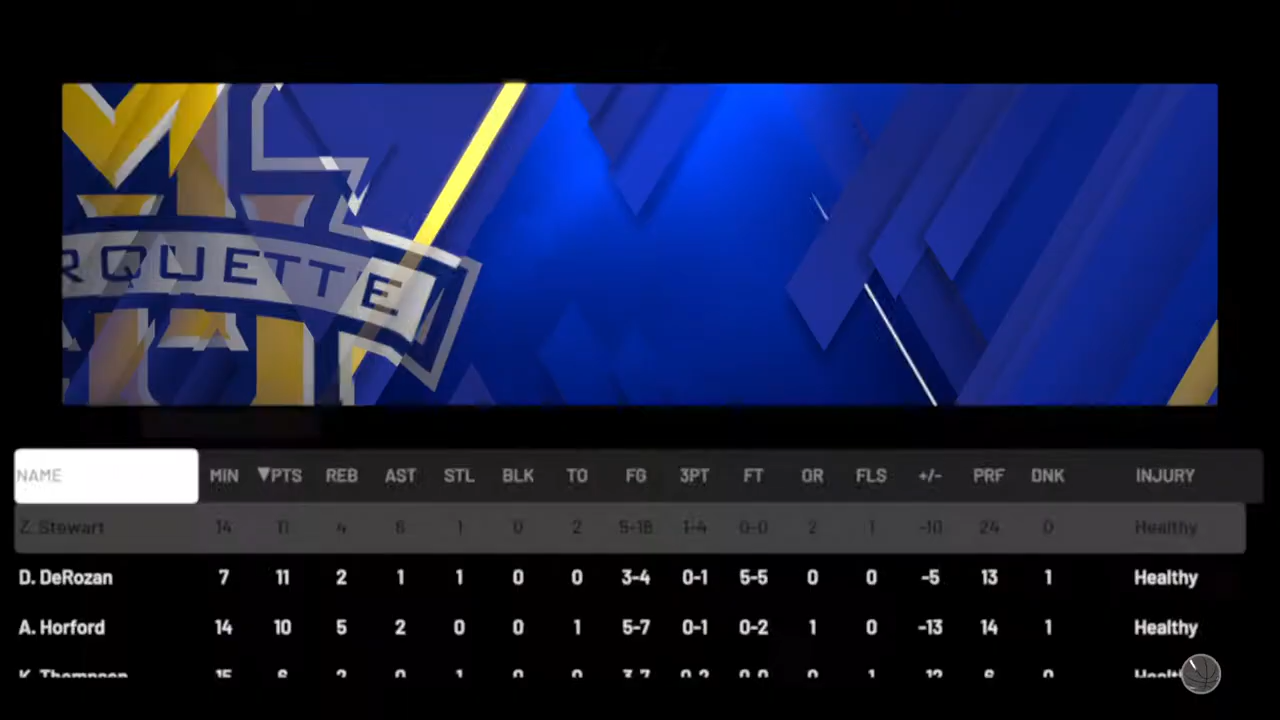 RQUETTE
NAME MIN ▼PTS REB AST STL BLK TO FG 3PT FT OR FLS +/- PRF DNK INJURY
Z. Stewart 14 11 4 6 1 0 2 5-18 1-4 0-0 2 1 -10 24 0 Healthy
D. DeRozan 7 11 2 1 1 0 0 3-4 0-1 5-5 0 0 -5 13 1 Healthy
A. Horford 14 10 5 2 0 0 1 5-7 0-1 0-2 1 0 -13 14 1 Healthy
K. Thompson 15